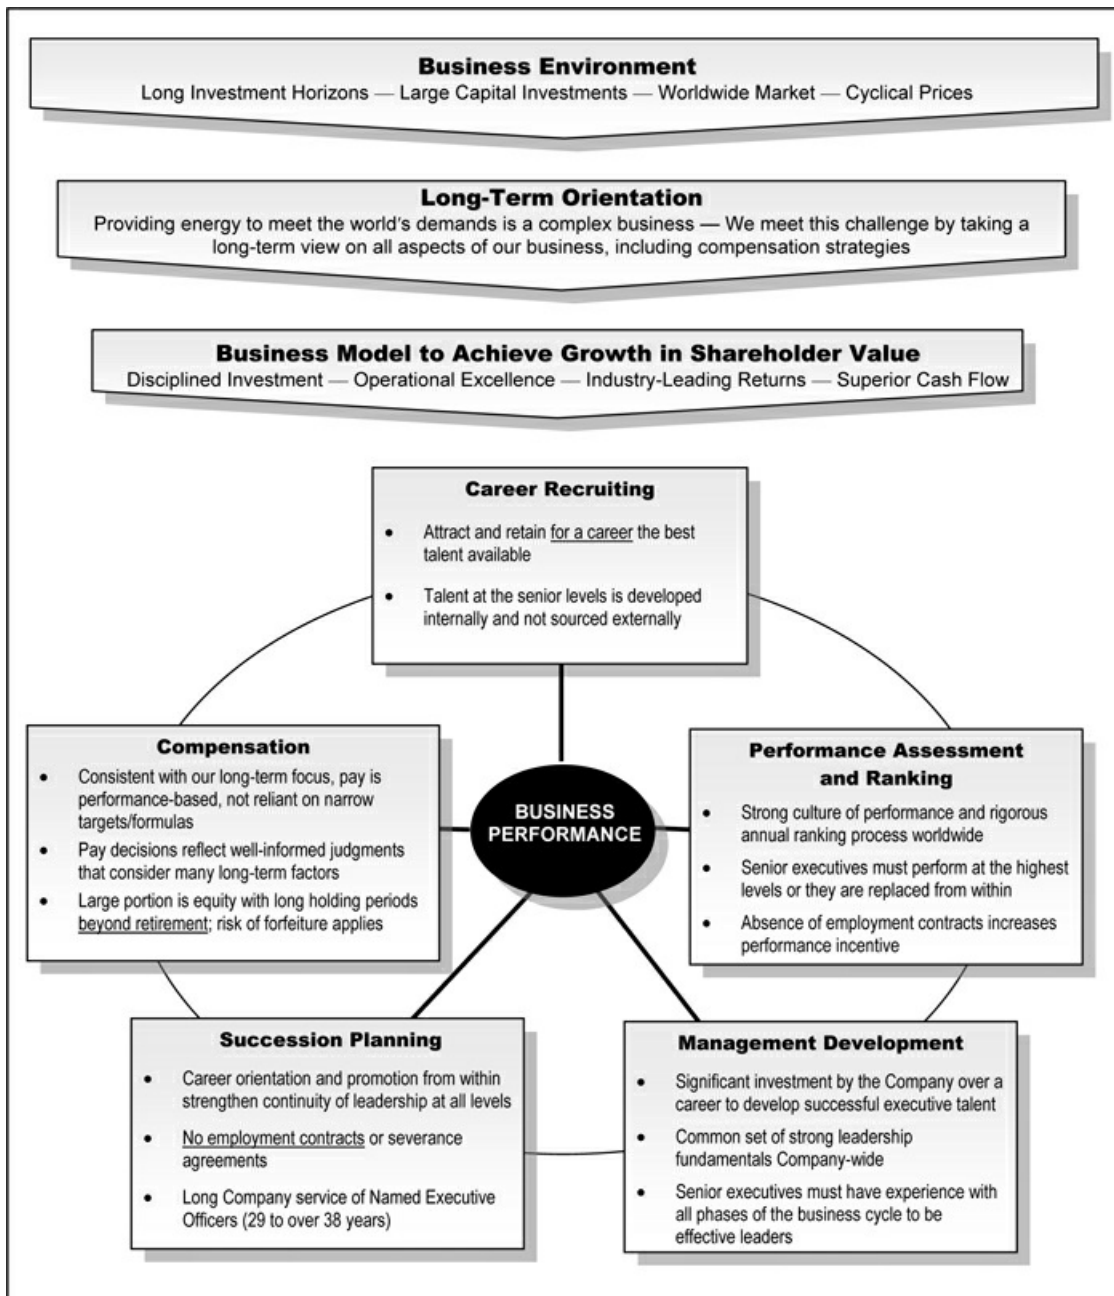 Business Environment
Long Investment Horizons — Large Capital Investments — Worldwide Market — Cyclical Prices
Long-Term Orientation
Providing energy to meet the world's demands is a complex business — We meet this challenge by taking a
long-term view on all aspects of our business, including compensation strategies
Business Model to Achieve Growth in Shareholder Value
Disciplined Investment — Operational Excellence — Industry-Leading Returns — Superior Cash Flow
Career Recruiting
• Attract and retain for a career the best
talent available
• Talent at the senior levels is developed
internally and not sourced externally
Compensation
• Consistent with our long-term focus, pay is
performance-based, not reliant on narrow
targets/formulas
• Pay decisions reflect well-informed judgments
that consider many long-term factors
• Large portion is equity with long holding periods
beyond retirement; risk of forfeiture applies
BUSINESS
PERFORMANCE
Performance Assessment
and Ranking
• Strong culture of performance and rigorous
annual ranking process worldwide
• Senior executives must perform at the highest
levels or they are replaced from within
• Absence of employment contracts increases
performance incentive
Succession Planning
• Career orientation and promotion from within
strengthen continuity of leadership at all levels
• No employment contracts or severance
agreements
• Long Company service of Named Executive
Officers (29 to over 38 years)
Management Development
• Significant investment by the Company over a
career to develop successful executive talent
• Common set of strong leadership
fundamentals Company-wide
• Senior executives must have experience with
all phases of the business cycle to be
effective leaders